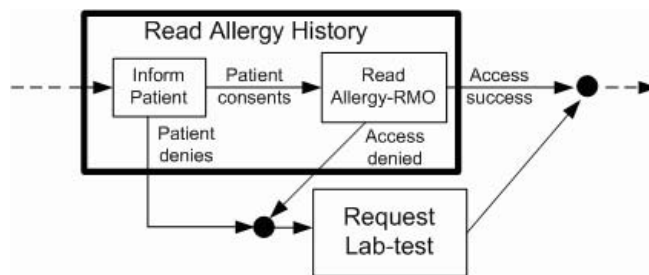 Read Allergy History
Inform
Patient
Patient
consents
Read
Allergy-RMO
Access
success
Patient
denies
Access
denied
Request
Lab-test